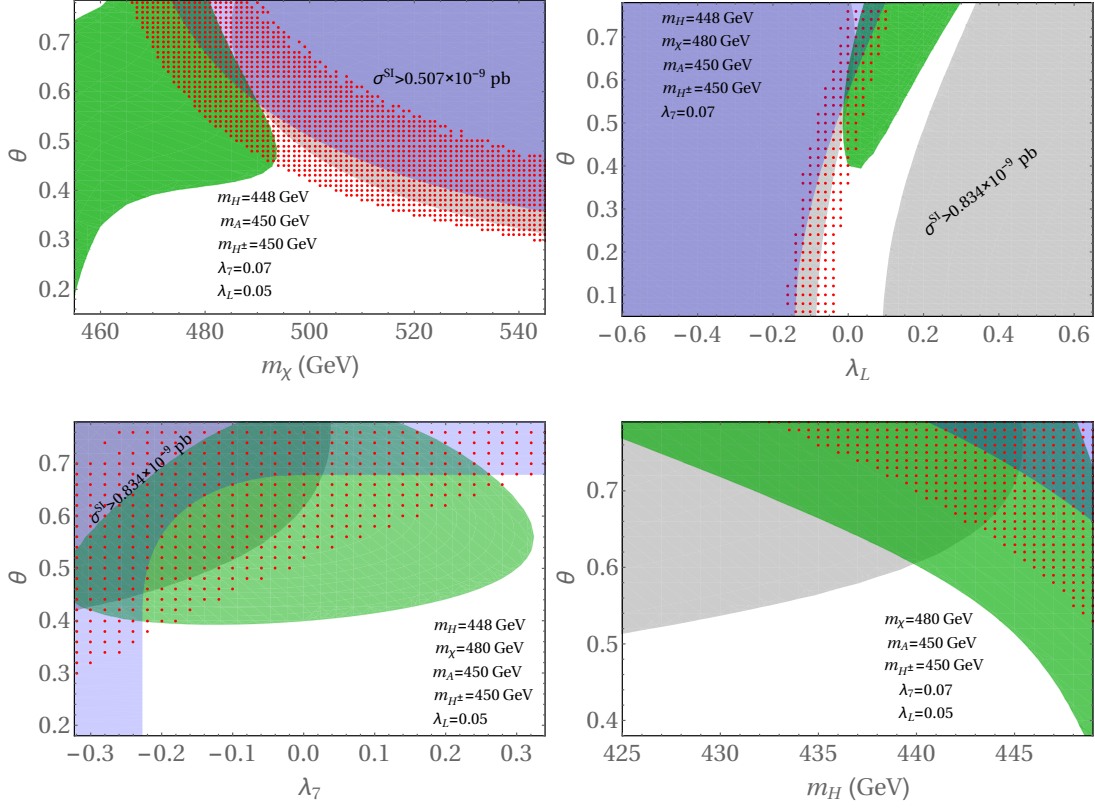 0.7
0.6
0.5
0.4
0.3
0.2
θ
σ^SI>0.507×10^-9 pb
m_H=448 GeV
m_A=450 GeV
m_H±=450 GeV
λ_7=0.07
λ_L=0.05
460 480 500 520 540
m_χ (GeV)
0.7
0.6
0.5
0.4
0.3
0.2
0.1
θ
m_H=448 GeV
m_χ=480 GeV
m_A=450 GeV
m_H±=450 GeV
λ_7=0.07
σ^SI>0.834×10^-9 pb
−0.6 −0.4 −0.2 0.0 0.2 0.4 0.6
λ_L
0.7
0.6
0.5
0.4
0.3
0.2
θ
σ^SI>0.834×10^-9 pb
m_H=448 GeV
m_χ=480 GeV
m_A=450 GeV
m_H±=450 GeV
λ_L=0.05
−0.3 −0.2 −0.1 0.0 0.1 0.2 0.3
λ_7
0.7
0.6
0.5
0.4
θ
m_χ=480 GeV
m_A=450 GeV
m_H±=450 GeV
λ_7=0.07
λ_L=0.05
425 430 435 440 445
m_H (GeV)